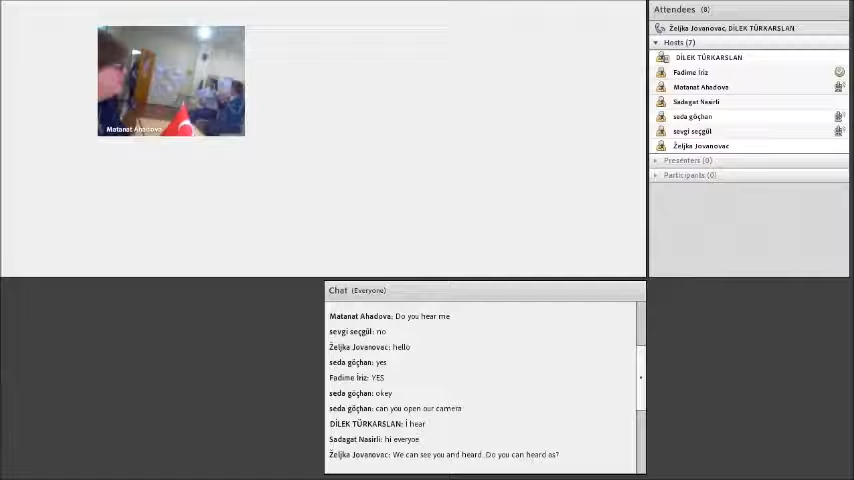 Matanat Ahadova
Attendees (8)
Željka Jovanovac, DİLEK TÜRKARSLAN
Hosts (7)
DİLEK TÜRKARSLAN
Fadime İriz
Matanat Ahadova
Sadagat Nasirli
seda göçhan
sevgi seçgül
Željka Jovanovac
Presenters (0)
Participants (0)
Chat (Everyone)
Matanat Ahadova: Do you hear me
sevgi seçgül: no
Željka Jovanovac: hello
seda göçhan: yes
Fadime İriz: YES
seda göçhan: okey
seda göçhan: can you open our camera
DİLEK TÜRKARSLAN: İ hear
Sadagat Nasirli: hi everyoe
Željka Jovanovac: We can see you and heard. Do you can heard as?